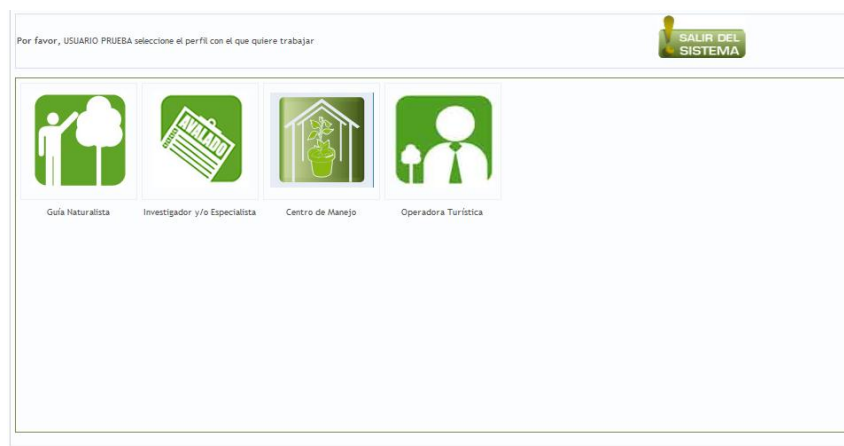 Por favor, USUARIO PRUEBA seleccione el perfil con el que quiere trabajar
SALIR DEL
SISTEMA
AVALADO
Guía Naturalista
Investigador y/o Especialista
Centro de Manejo
Operadora Turística